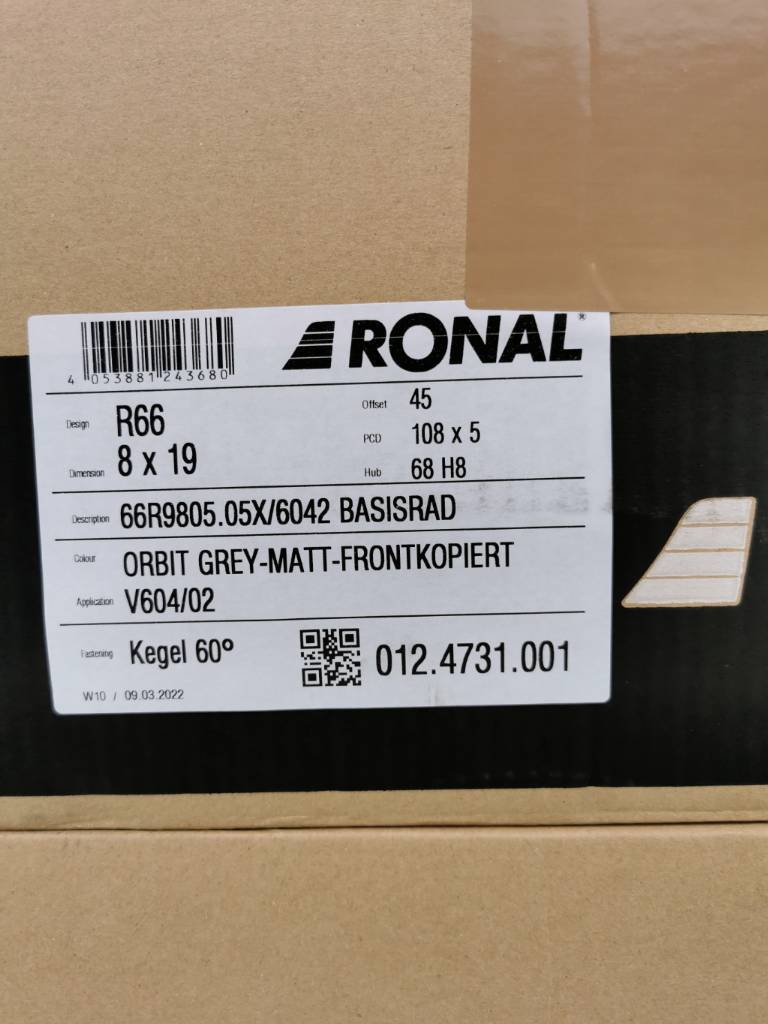 RONAL®
4 053881 243680
Design R66
Offset 45
PCD 108 x 5
Dimension 8 x 19
Hub 68 H8
Description 66R9805.05X/6042 BASISRAD
Colour ORBIT GREY-MATT-FRONTKOPIERT
Application V604/02
Fastening Kegel 60°
012.4731.001
W10 / 09.03.2022